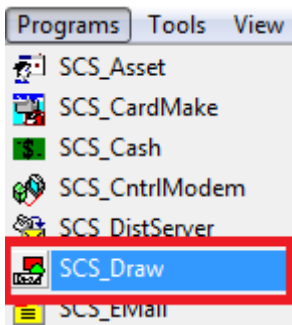 Programs Tools View
SCS_Asset
SCS_CardMake
SCS_Cash
SCS_CntrlModem
SCS_DistServer
SCS_Draw
SCS_EMail